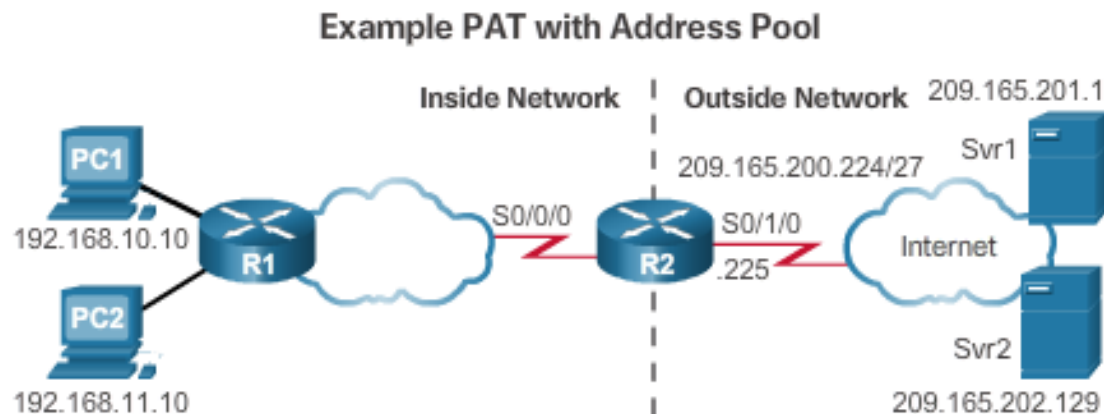 Example PAT with Address Pool
Inside Network
Outside Network
209.165.201.1
Svr1
PC1
209.165.200.224/27
192.168.10.10
R1
S0/0/0
R2
S0/1/0
.225
Internet
PC2
Svr2
192.168.11.10
209.165.202.129